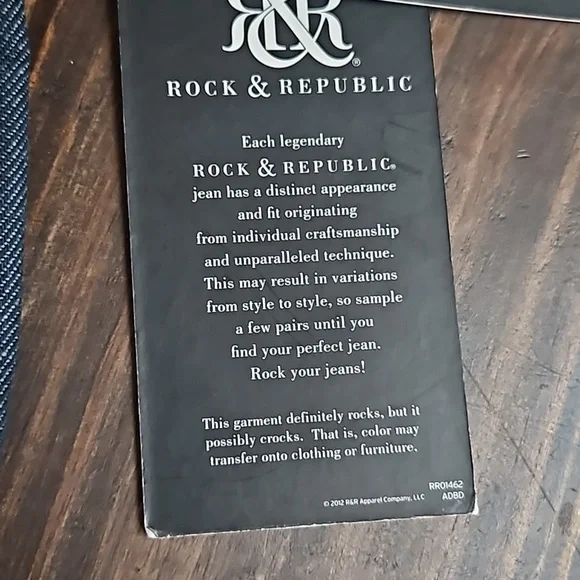 R&R®
ROCK & REPUBLIC
Each legendary
ROCK & REPUBLIC®
jean has a distinct appearance
and fit originating
from individual craftsmanship
and unparalleled technique.
This may result in variations
from style to style, so sample
a few pairs until you
find your perfect jean.
Rock your jeans!
This garment definitely rocks, but it
possibly crocks. That is, color may
transfer onto clothing or furniture.
RR01462
© 2012 R&R Apparel Company, LLC ADBD